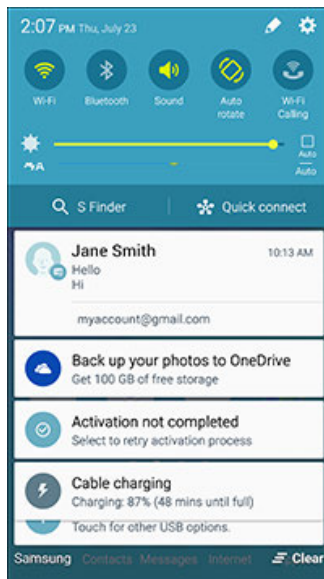 2:07 PM Thu, July 23
Wi-Fi Bluetooth Sound Auto rotate Wi-Fi Calling
Auto
A Auto
S Finder Quick connect
Jane Smith 10:13 AM
Hello
Hi
myaccount@gmail.com
Back up your photos to OneDrive
Get 100 GB of free storage
Activation not completed
Select to retry activation process
Cable charging
Charging: 87% (48 mins until full)
Touch for other USB options.
Samsung Contacts Messages Internet Clear